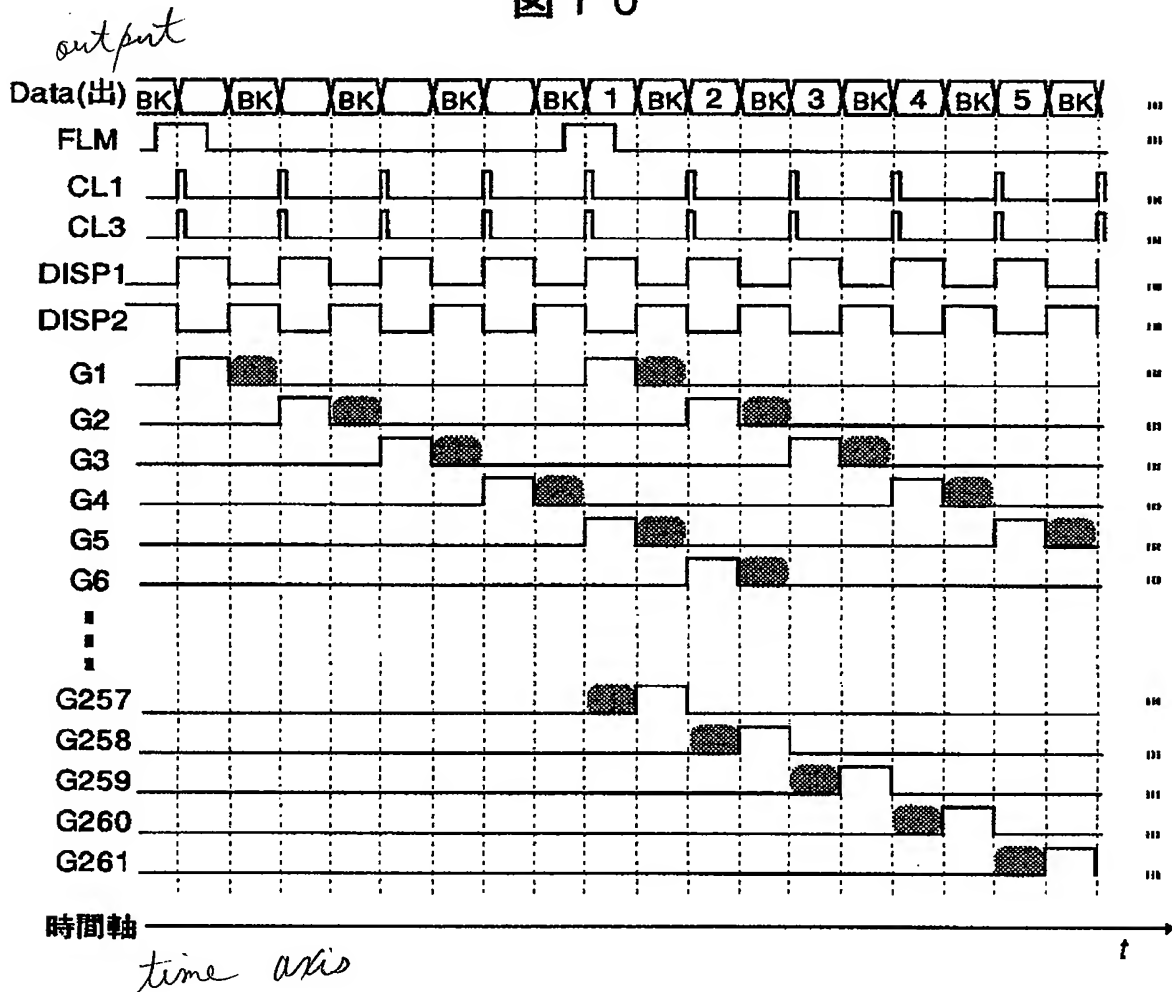 図10
output
Data(出) BK BK BK BK BK 1 BK 2 BK 3 BK 4 BK 5 BK
FLM
CL1
CL3
DISP1
DISP2
G1
G2
G3
G4
G5
G6
G257
G258
G259
G260
G261
時間軸
t
time axis